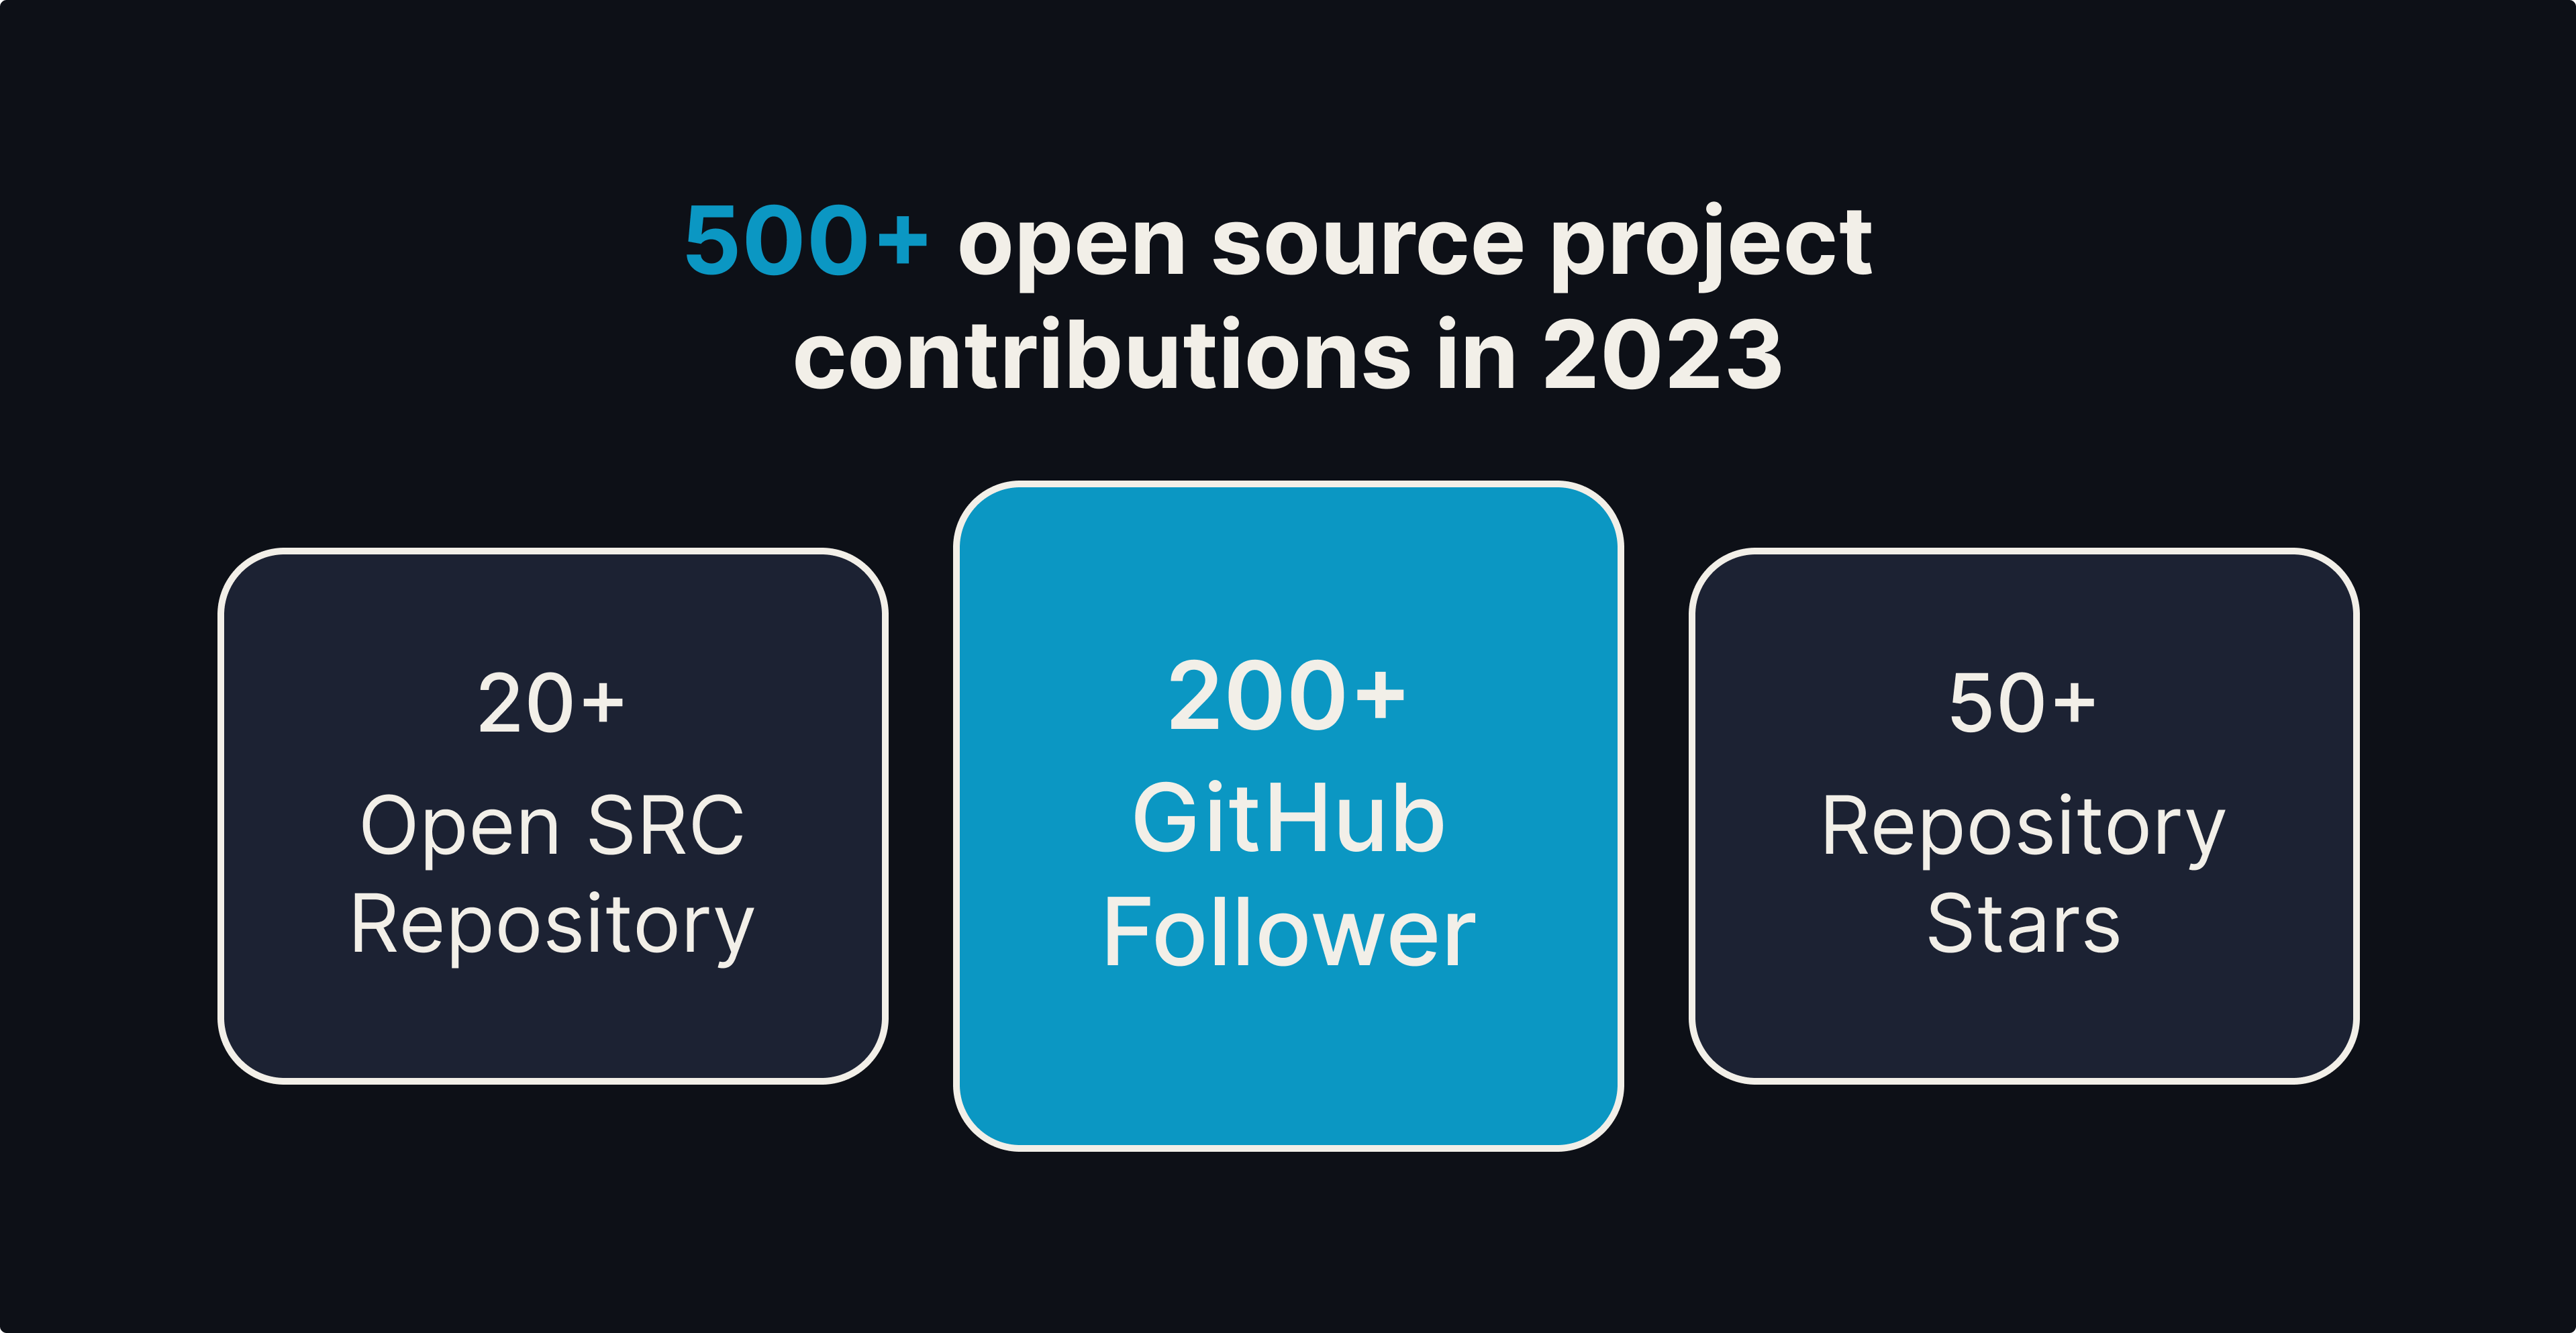 500+ open source project
contributions in 2023
20+
Open SRC
Repository
200+
GitHub
Follower
50+
Repository
Stars